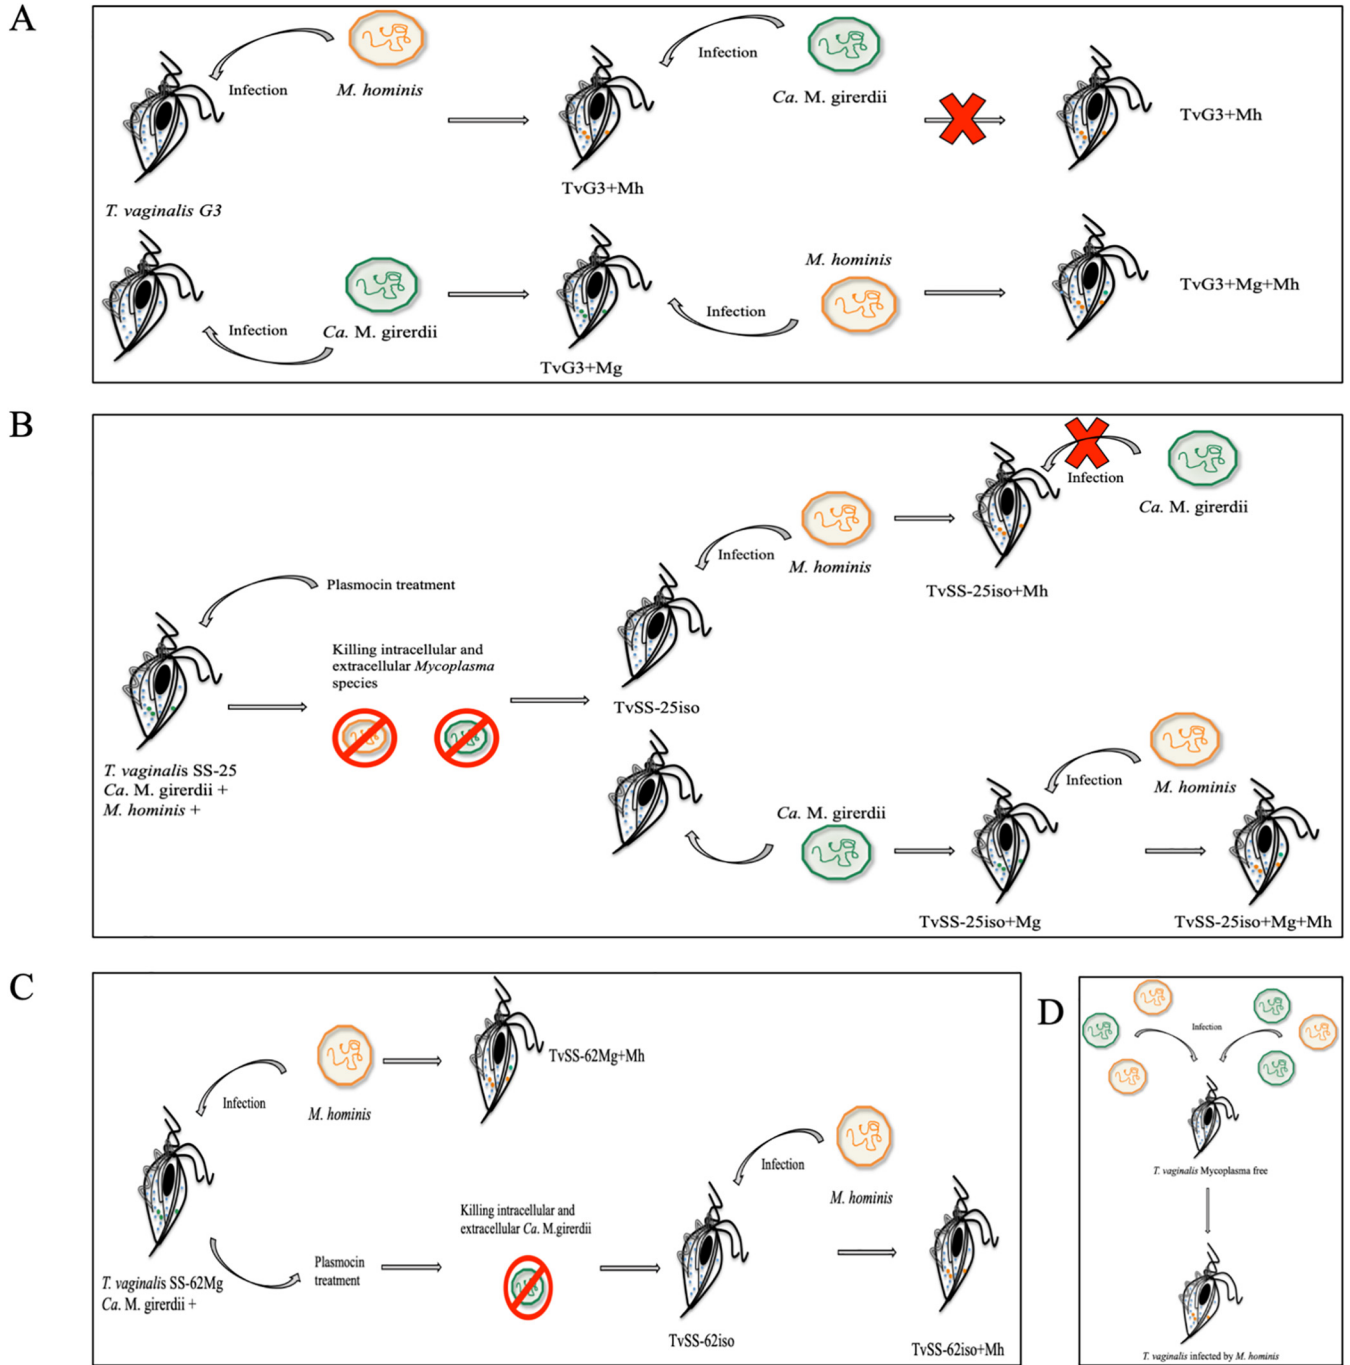 A
Infection
M. hominis
Infection
Ca. M. girerdii
TvG3+Mh
TvG3+Mh
T. vaginalis G3
Infection
Ca. M. girerdii
TvG3+Mg
M. hominis
Infection
TvG3+Mg+Mh
B
Plasmocin treatment
Killing intracellular and
extracellular Mycoplasma
species
T. vaginalis SS-25
Ca. M. girerdii +
M. hominis +
TvSS-25iso
Infection
M. hominis
TvSS-25iso+Mh
Infection
Ca. M. girerdii
Ca. M. girerdii
TvSS-25iso+Mg
Infection
M. hominis
TvSS-25iso+Mg+Mh
C
Infection
M. hominis
TvSS-62Mg+Mh
T. vaginalis SS-62Mg
Ca. M. girerdii +
Plasmocin
treatment
Killing intracellular and
extracellular Ca. M.girerdii
TvSS-62iso
Infection
M. hominis
TvSS-62iso+Mh
D
Infection
T. vaginalis Mycoplasma free
T. vaginalis infected by M. hominis